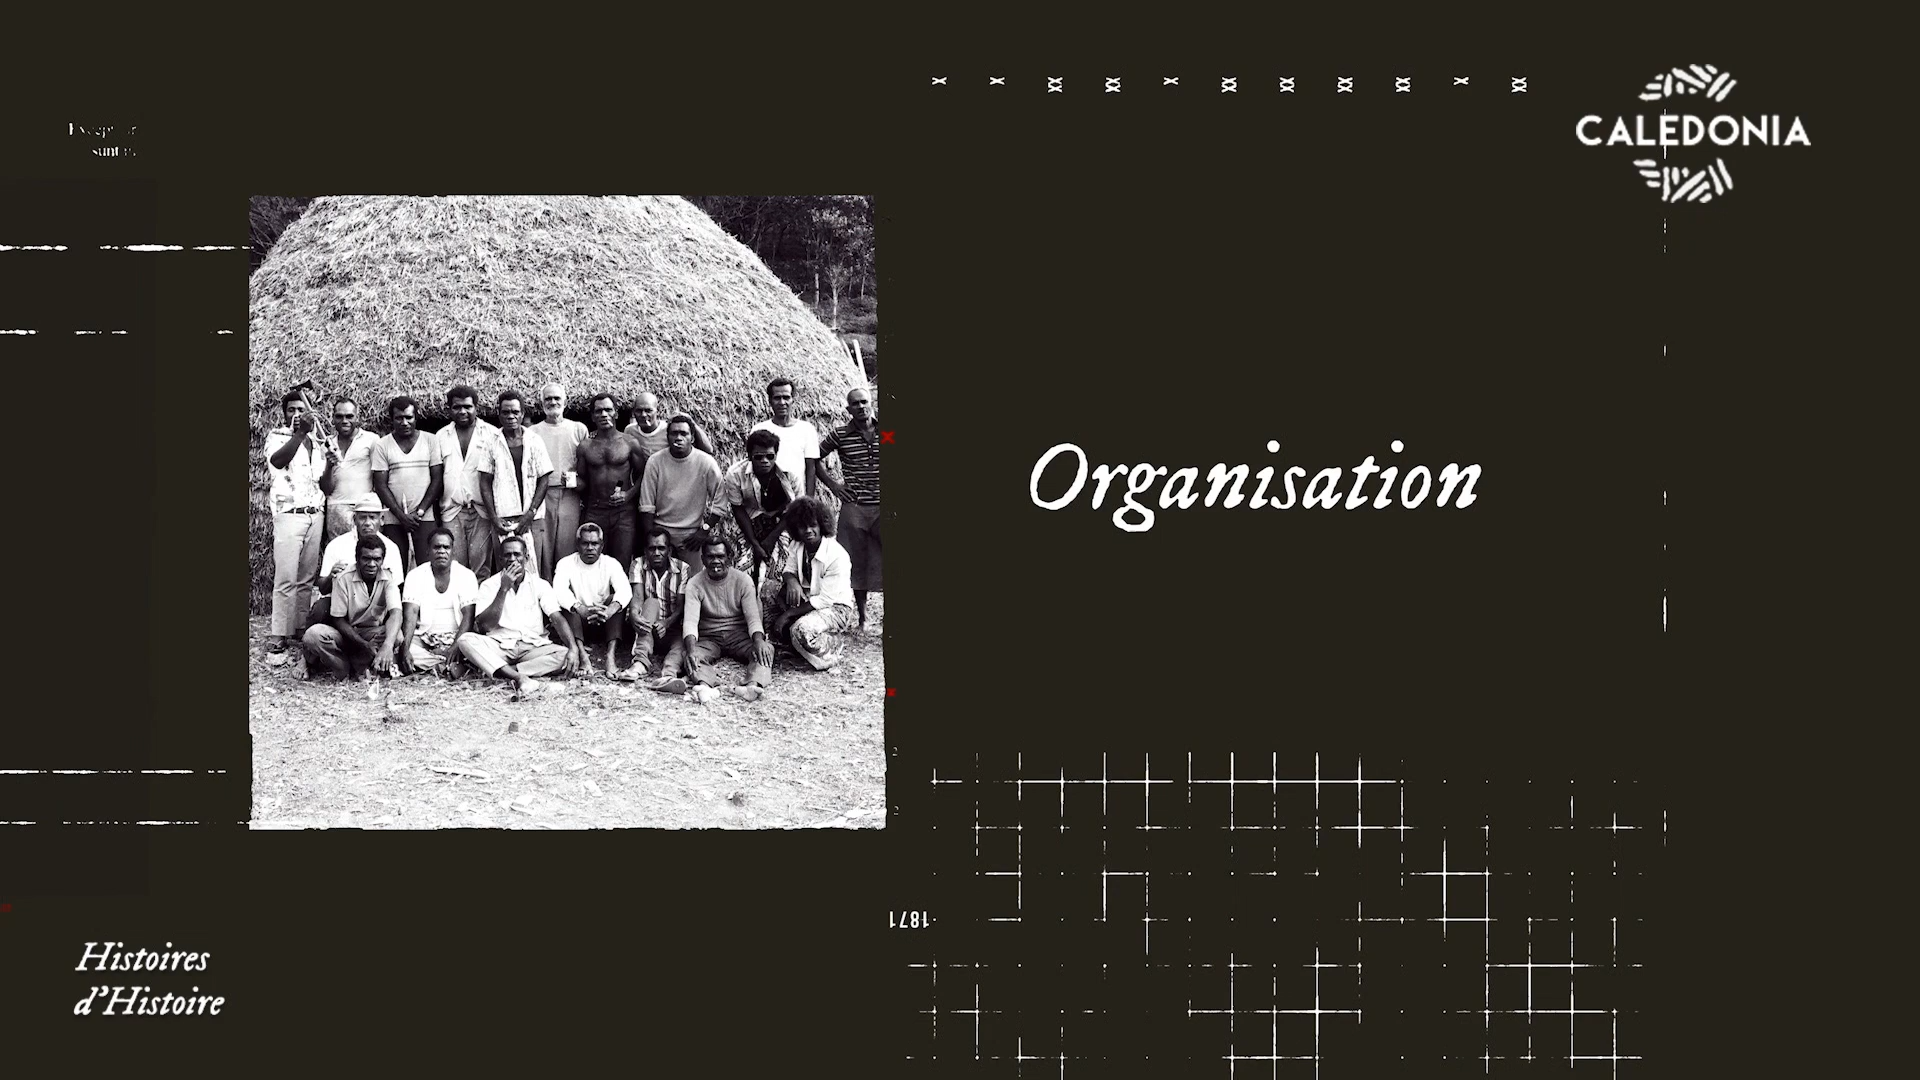 CALEDONIA
Organisation
1871
Histoires
d'Histoire